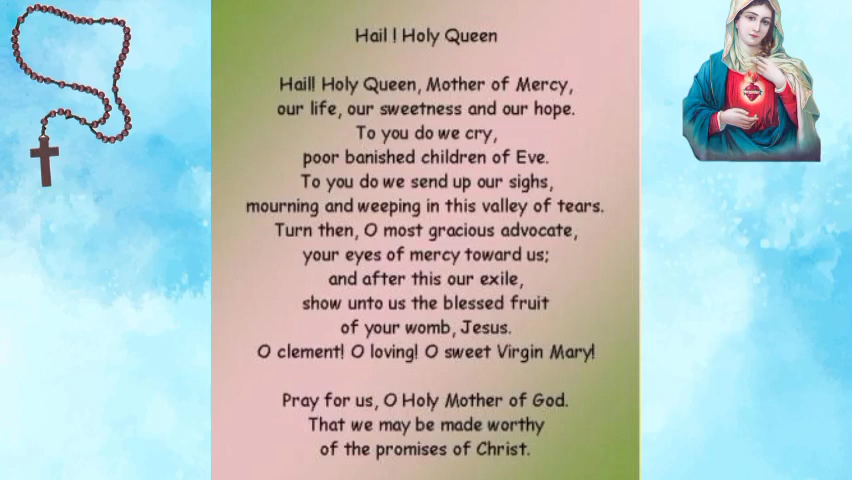 Hail ! Holy Queen
Hail! Holy Queen, Mother of Mercy,
our life, our sweetness and our hope.
To you do we cry,
poor banished children of Eve.
To you do we send up our sighs,
mourning and weeping in this valley of tears.
Turn then, O most gracious advocate,
your eyes of mercy toward us;
and after this our exile,
show unto us the blessed fruit
of your womb, Jesus.
O clement! O loving! O sweet Virgin Mary!
Pray for us, O Holy Mother of God.
That we may be made worthy
of the promises of Christ.